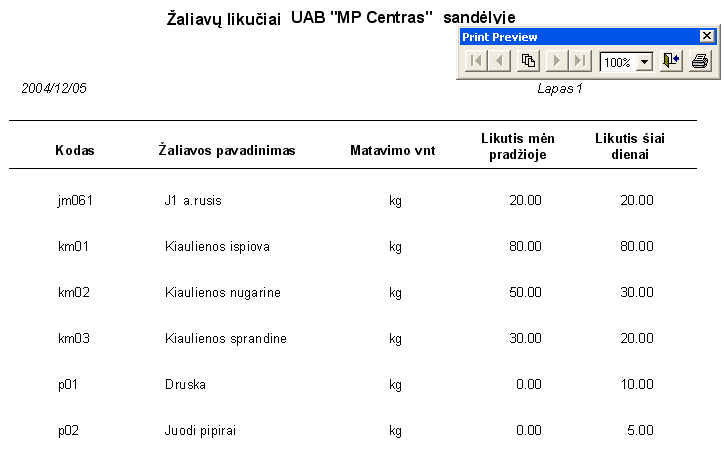 Žaliavų likučiai UAB "MP Centras" sandėlyje
Print Preview
100%
2004/12/05 Lapas 1
Kodas Žaliavos pavadinimas Matavimo vnt Likutis mėn pradžioje Likutis šiai dienai
jm061 J1 a.rusis kg 20.00 20.00
km01 Kiaulienos ispiova kg 80.00 80.00
km02 Kiaulienos nugarine kg 50.00 30.00
km03 Kiaulienos sprandine kg 30.00 20.00
p01 Druska kg 0.00 10.00
p02 Juodi pipirai kg 0.00 5.00